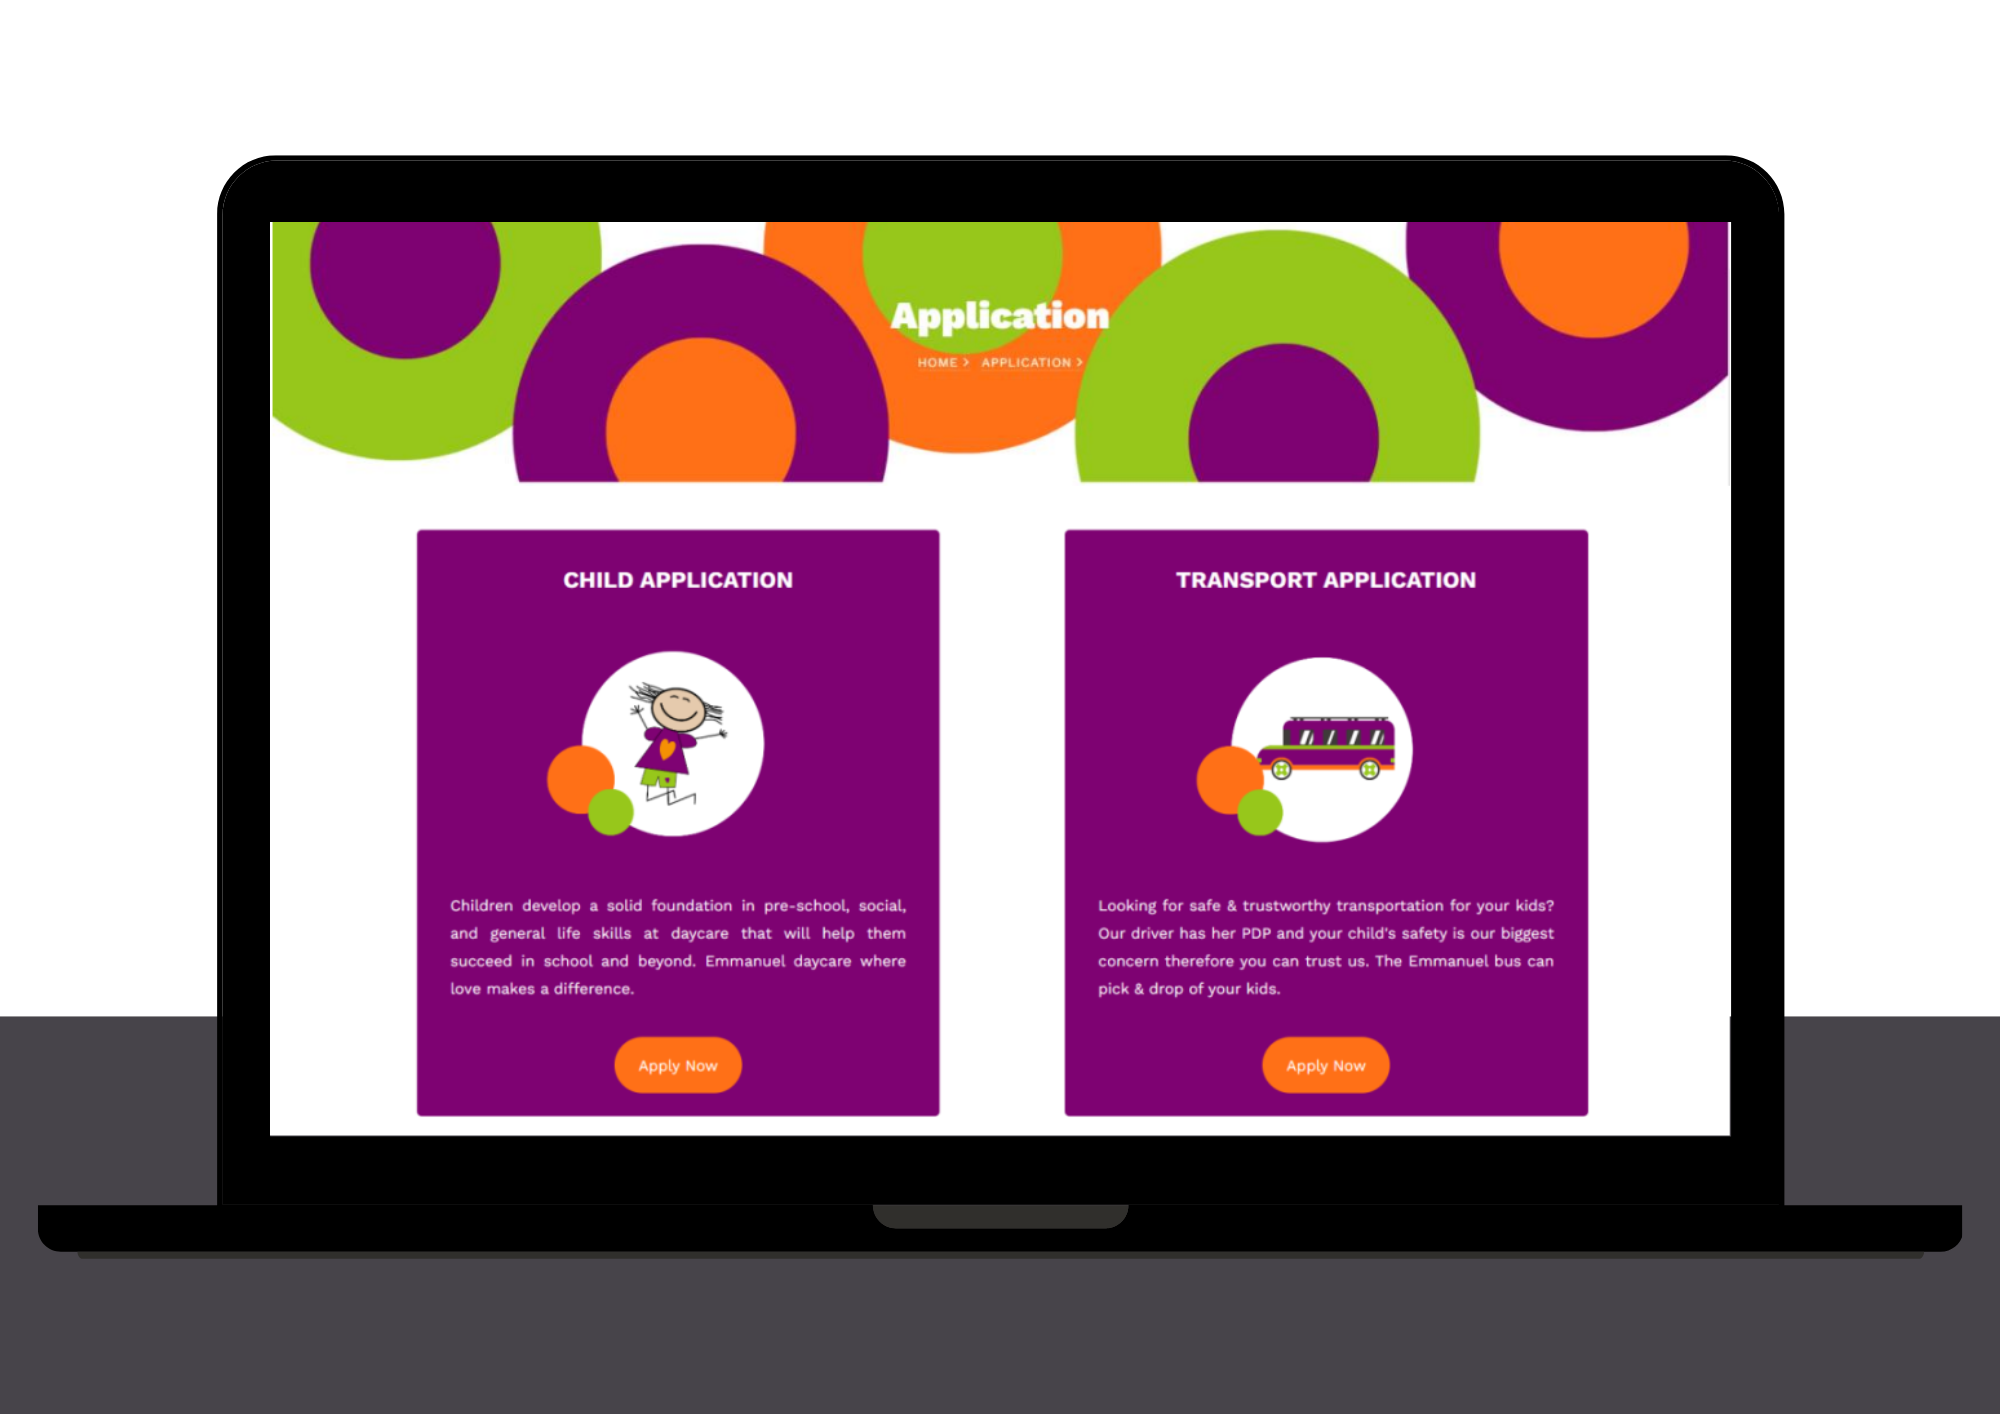 Application
HOME > APPLICATION >
CHILD APPLICATION
Children develop a solid foundation in pre-school, social,
and general life skills at daycare that will help them
succeed in school and beyond. Emmanuel daycare where
love makes a difference.
Apply Now
TRANSPORT APPLICATION
Looking for safe & trustworthy transportation for your kids?
Our driver has her PDP and your child's safety is our biggest
concern therefore you can trust us. The Emmanuel bus can
pick & drop of your kids.
Apply Now